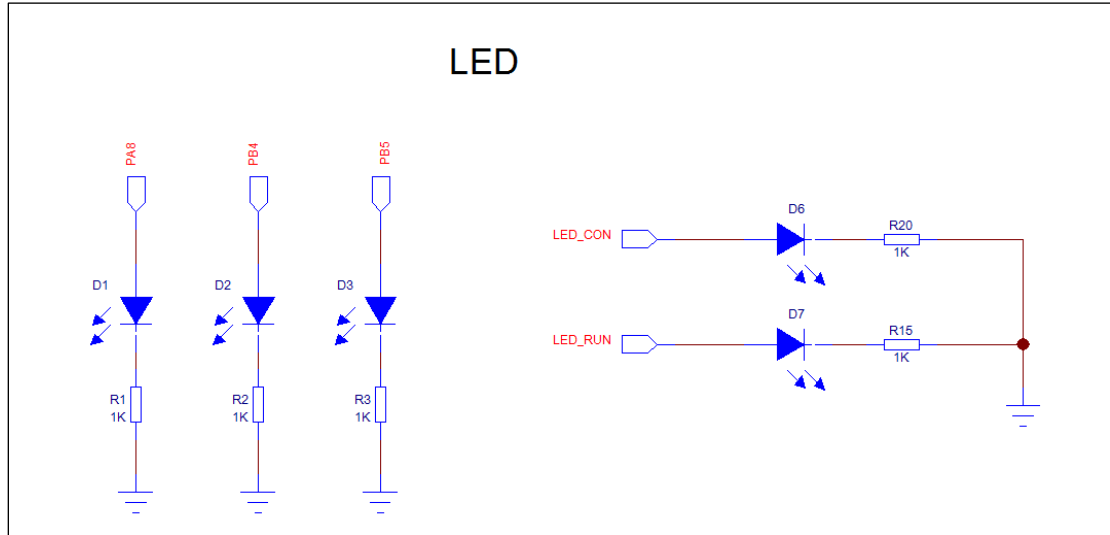 LED
PA8
PB4
PB5
D1
D2
D3
R1
1K
R2
1K
R3
1K
LED_CON
D6
R20
1K
LED_RUN
D7
R15
1K